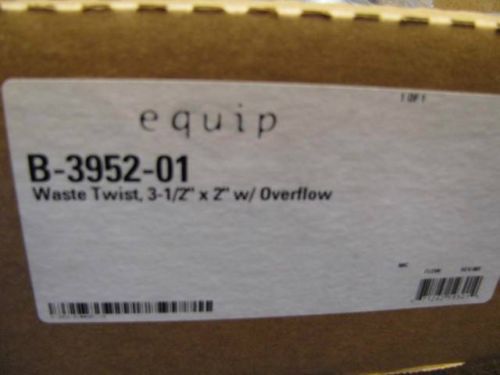 1 OF 1
equip
B-3952-01
Waste Twist, 3-1/2" x 2" w/ Overflow